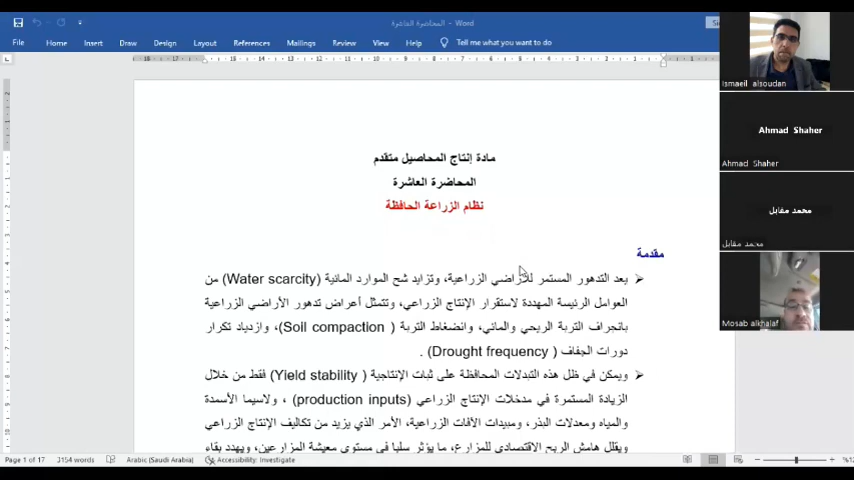 المحاضرة العاشرة - Word
File Home Insert Draw Design Layout References Mailings Review View Help Tell me what you want to do
مادة إنتاج المحاصيل متقدم
المحاضرة العاشرة
نظام الزراعة الحافظة
مقدمة
يعد التدهور المستمر للأراضي الزراعية، وتزايد شح الموارد المائية (Water scarcity) من
العوامل الرئيسة المهددة لاستقرار الإنتاج الزراعي، وتتمثل أعراض تدهور الأراضي الزراعية
بانجراف التربة الريحي والمائي، وانضغاط التربة ( Soil compaction)، وازدياد تكرار
دورات الجفاف ( Drought frequency) .
ويمكن في ظل هذه التبدلات المحافظة على ثبات الإنتاجية ( Yield stability) فقط من خلال
الزيادة المستمرة في مدخلات الإنتاج الزراعي (production inputs) ، ولاسيما الأسمدة
والمياه ومعدلات البذر، ومبيدات الآفات الزراعية، الأمر الذي يزيد من تكاليف الإنتاج الزراعي
ويقلل هامش الربح الاقتصادي للمزارع، ما يؤثر سلبا في مستوى معيشة المزارعين، ويهدد بقاء
Ismaeil alsoudan
Ahmad Shaher
Ahmad Shaher
محمد مقابل
محمد مقابل
Mosab alkhalaf
Page 1 of 17 3154 words Arabic (Saudi Arabia) Accessibility: Investigate